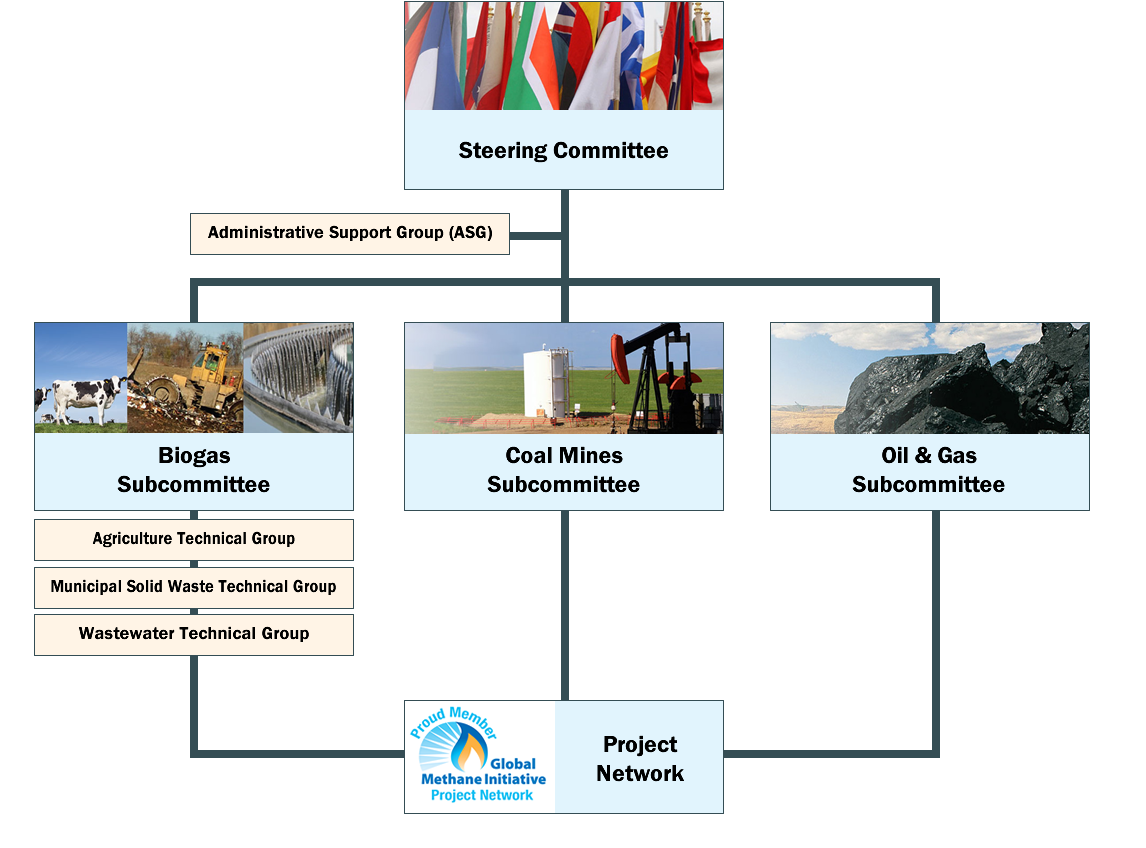 Steering Committee
Administrative Support Group (ASG)
Biogas
Subcommittee
Coal Mines
Subcommittee
Oil & Gas
Subcommittee
Agriculture Technical Group
Municipal Solid Waste Technical Group
Wastewater Technical Group
Proud Member
Global
Methane Initiative
Project Network
Project
Network